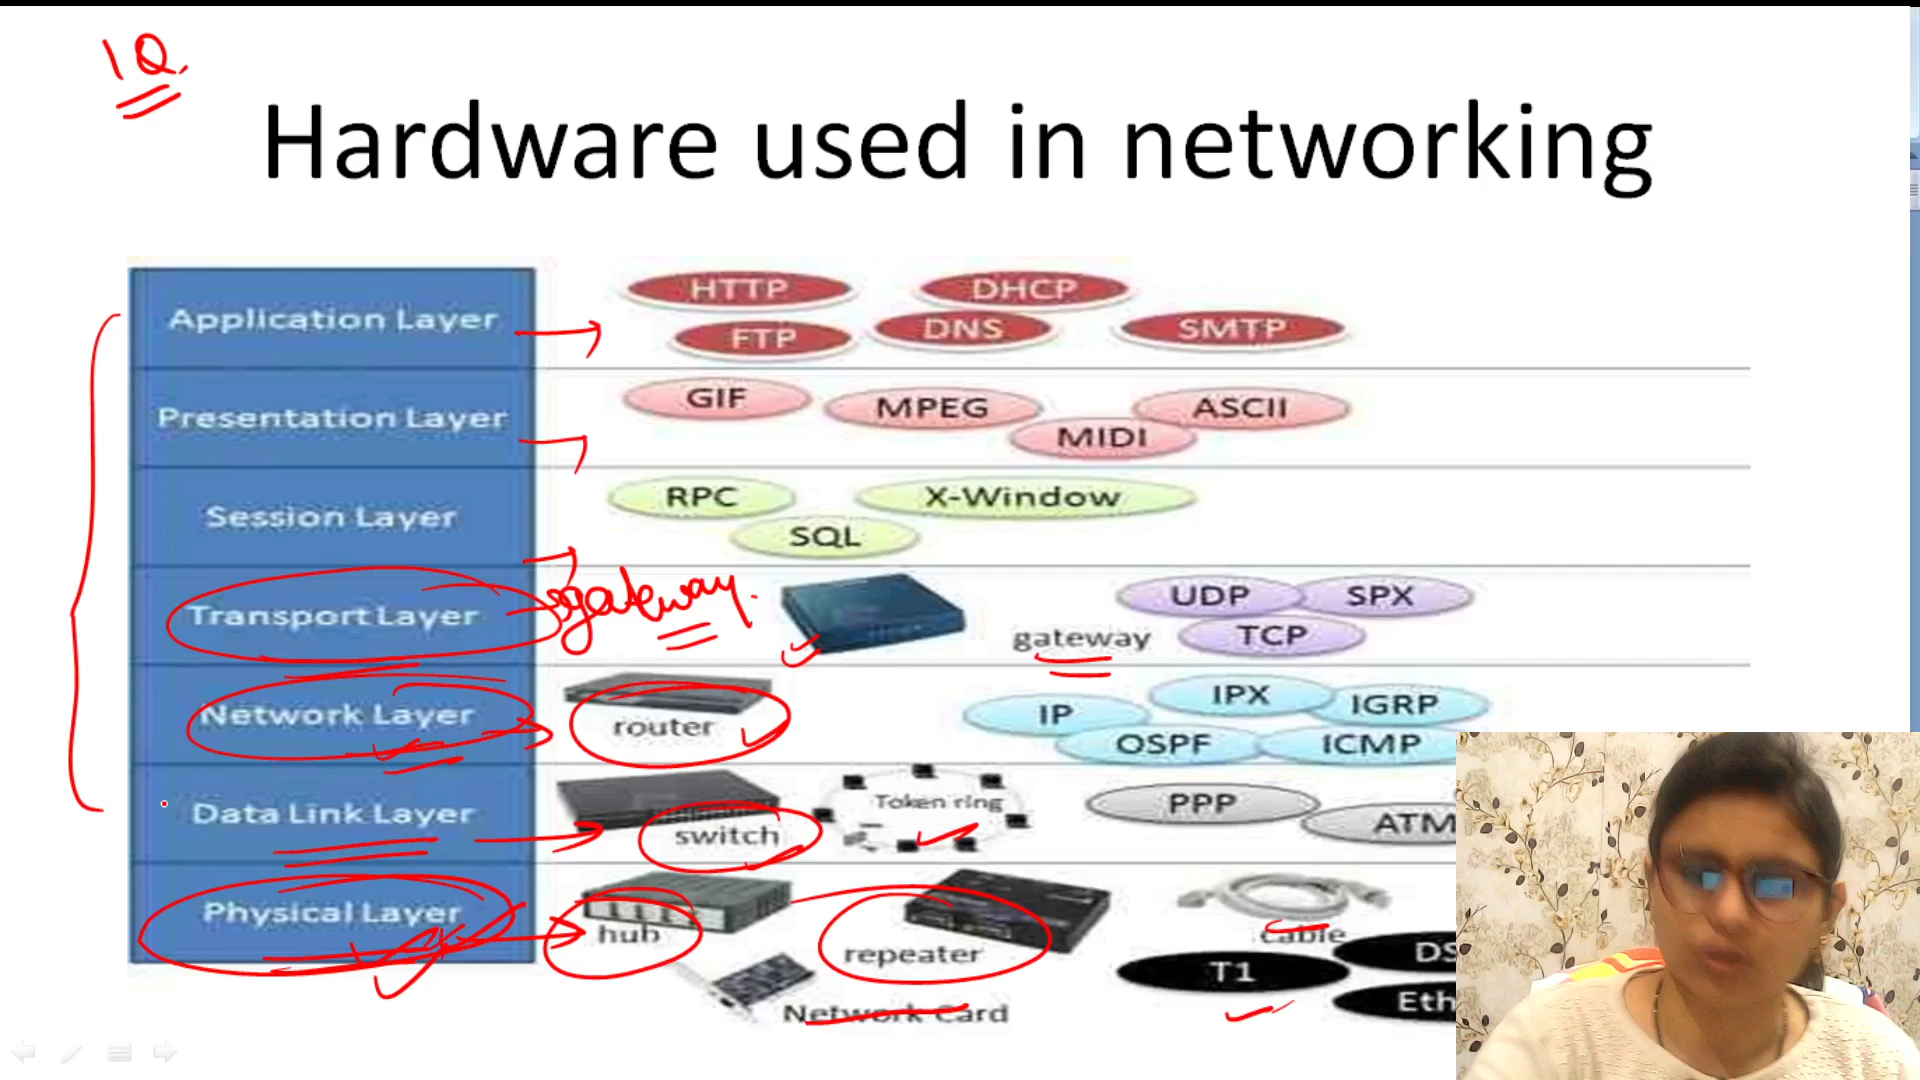 1Q.
Hardware used in networking
Application Layer
HTTP DHCP
FTP DNS SMTP
Presentation Layer
GIF MPEG ASCII
MIDI
Session Layer
RPC X-Window
SQL
Transport Layer
gateway.
gateway
UDP SPX
TCP
Network Layer
router
IP IPX IGRP
OSPF ICMP
Data Link Layer
switch
Token ring
PPP
ATM
Physical Layer
hub
repeater
cable
Network Card
T1
DS
Eth